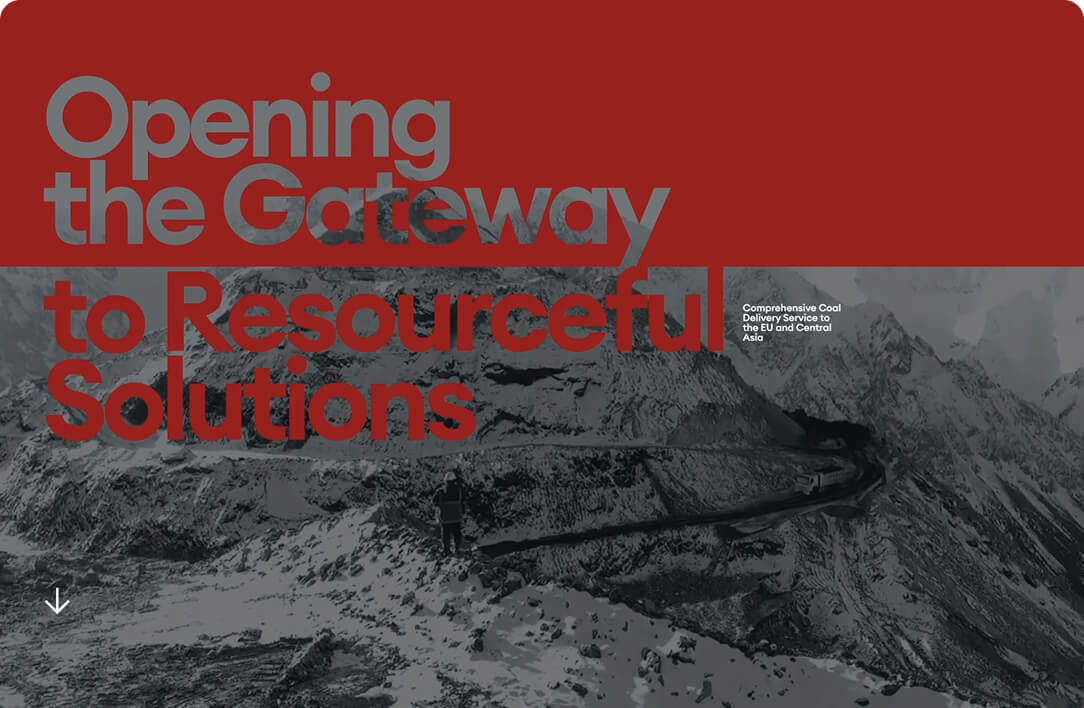 Opening
the Gateway
to Resourceful
Solutions
Comprehensive Coal
Delivery Service to
the EU and Central
Asia